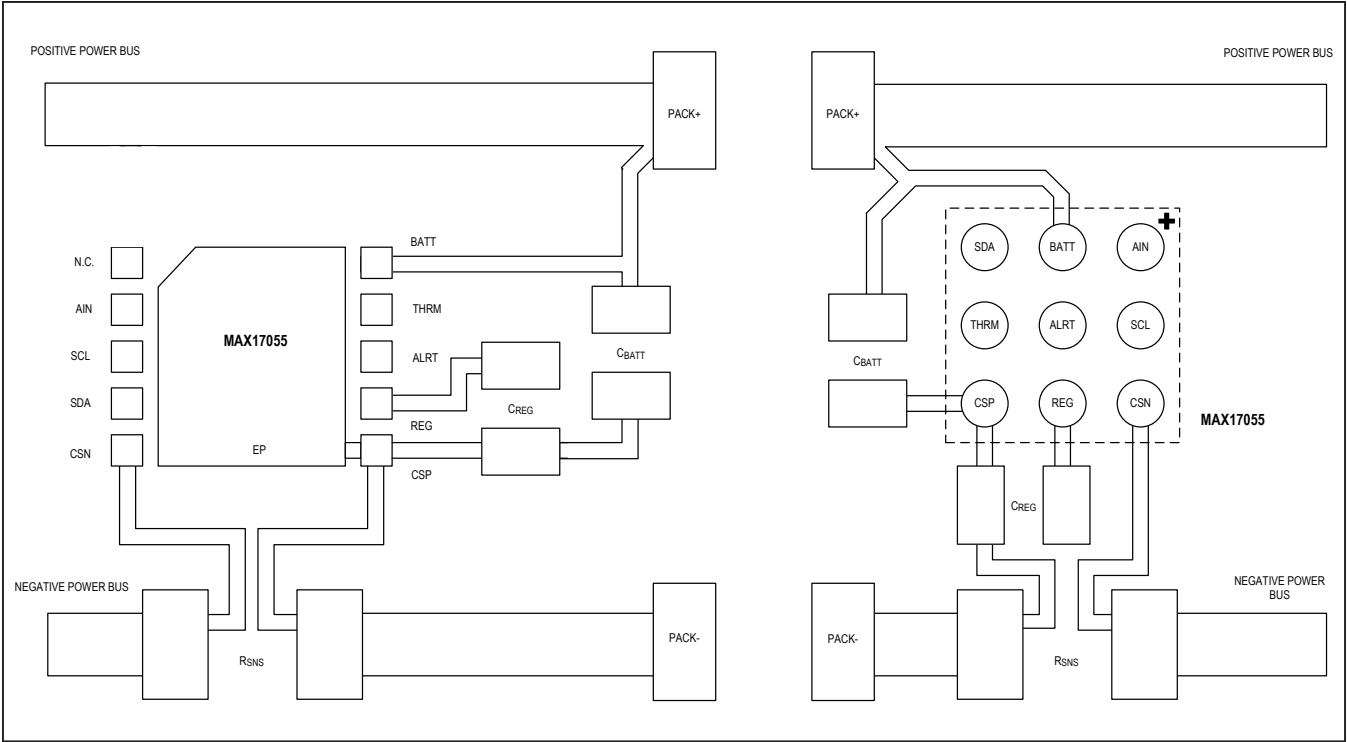 POSITIVE POWER BUS
PACK+
BATT
N.C.
AIN
THRM
MAX17055
SCL
ALRT
CBATT
SDA
CREG
REG
CSN
EP
CSP
NEGATIVE POWER BUS
RSNS
PACK-
POSITIVE POWER BUS
PACK+
SDA
BATT
AIN
THRM
ALRT
SCL
CBATT
CSP
REG
CSN
MAX17055
CREG
NEGATIVE POWER
BUS
PACK-
RSNS